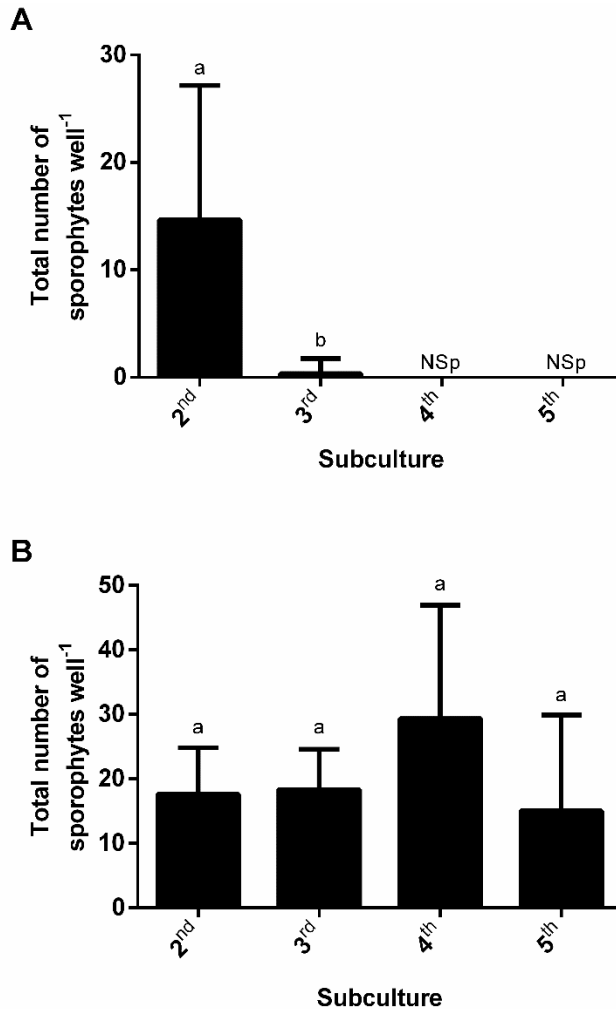 A
Total number of
sporophytes well⁻¹
30
20
10
0
a
b
NSp
NSp
2ⁿᵈ
3ʳᵈ
4ᵗʰ
5ᵗʰ
Subculture
B
Total number of
sporophytes well⁻¹
50
40
30
20
10
0
a
a
a
a
2ⁿᵈ
3ʳᵈ
4ᵗʰ
5ᵗʰ
Subculture